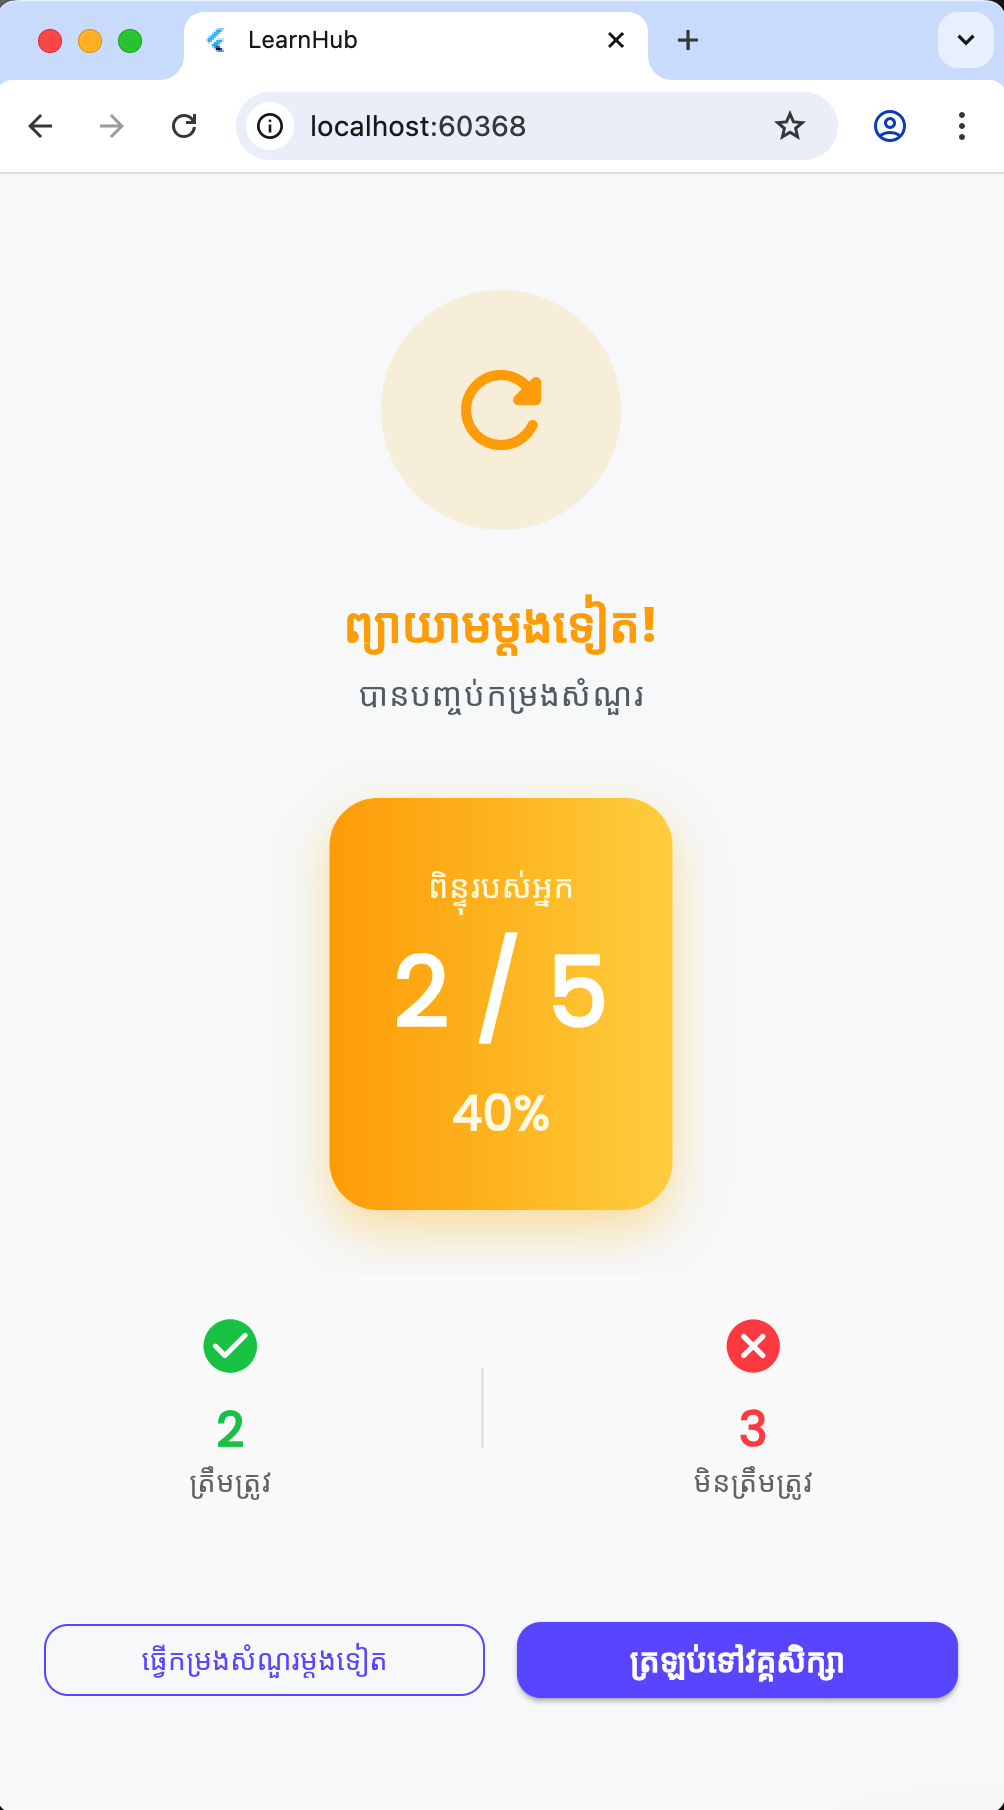 LearnHub
localhost:60368
ព្យាយាមម្តងទៀត!
បានបញ្ចប់កម្រងសំណួរ
ពិន្ទុរបស់អ្នក
2 / 5
40%
2
ត្រឹមត្រូវ
3
មិនត្រឹមត្រូវ
ធ្វើកម្រងសំណួរម្តងទៀត
ត្រឡប់ទៅវគ្គសិក្សា